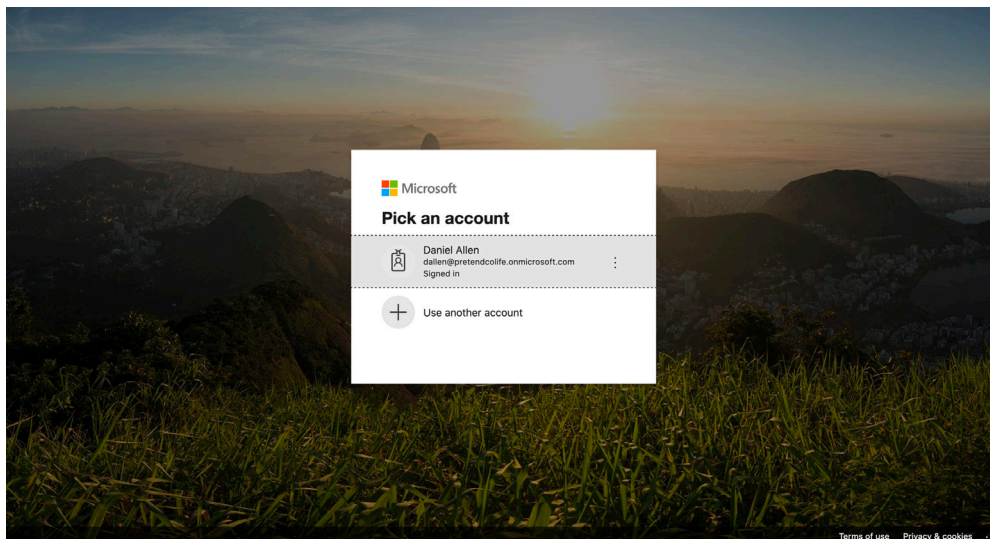 Microsoft
Pick an account
Daniel Allen
dallen@pretendcolife.onmicrosoft.com
Signed in
Use another account
Terms of use Privacy & cookies